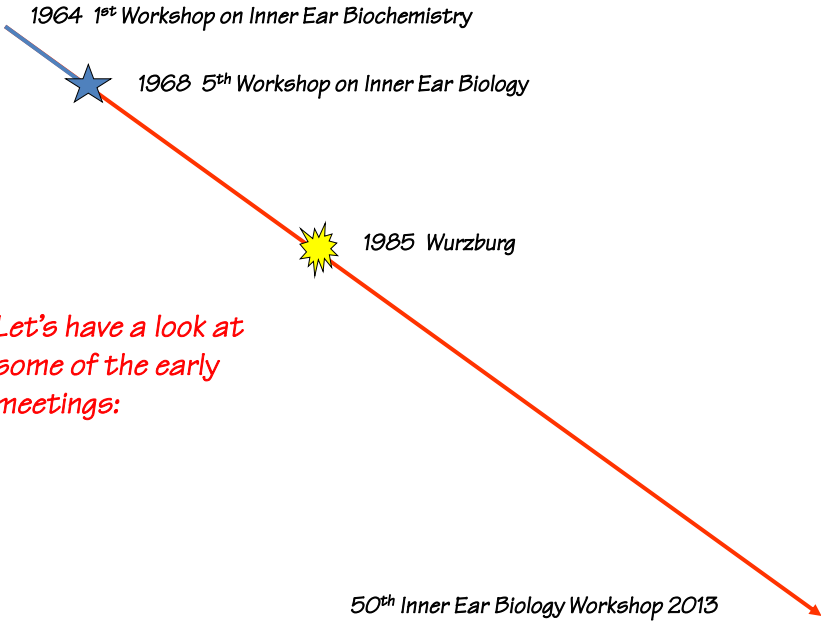 1964 1st Workshop on Inner Ear Biochemistry
1968 5th Workshop on Inner Ear Biology
1985 Wurzburg
Let's have a look at
some of the early
meetings:
50th Inner Ear Biology Workshop 2013